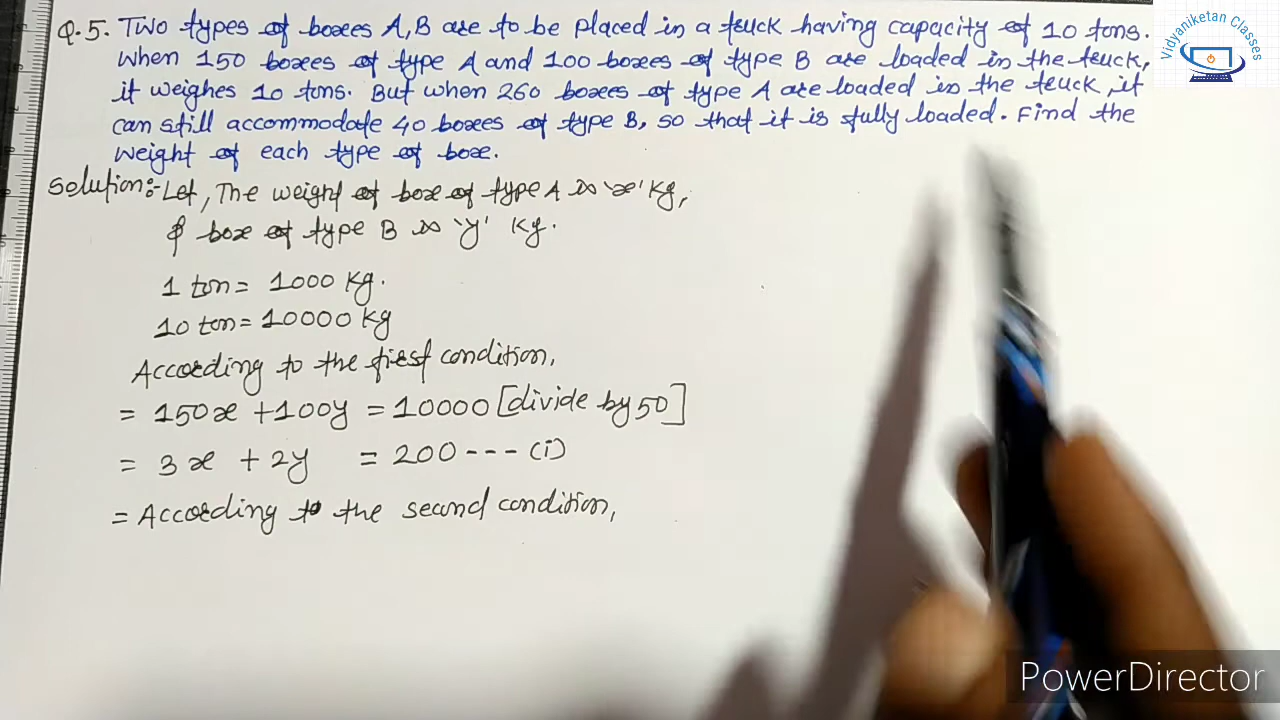 Q.5. Two types of boxes A, B are to be placed in a truck having capacity of 10 tons.
When 150 boxes of type A and 100 boxes of type B are loaded in the truck,
it weighes 10 tons. But when 260 boxes of type A are loaded in the truck, it
can still accommodate 40 boxes of type B, so that it is fully loaded. Find the
weight of each type of box.
Solution:- Let, The weight of box of type A is 'x' Kg,
& box of type B is 'y' Kg.
1 ton = 1000 Kg.
10 ton = 10000 Kg
According to the first condition,
= 150x + 100y = 10000 [divide by 50]
= 3x + 2y = 200 --- (i)
= According to the second condition,
Vidyaniketan Classes
PowerDirector